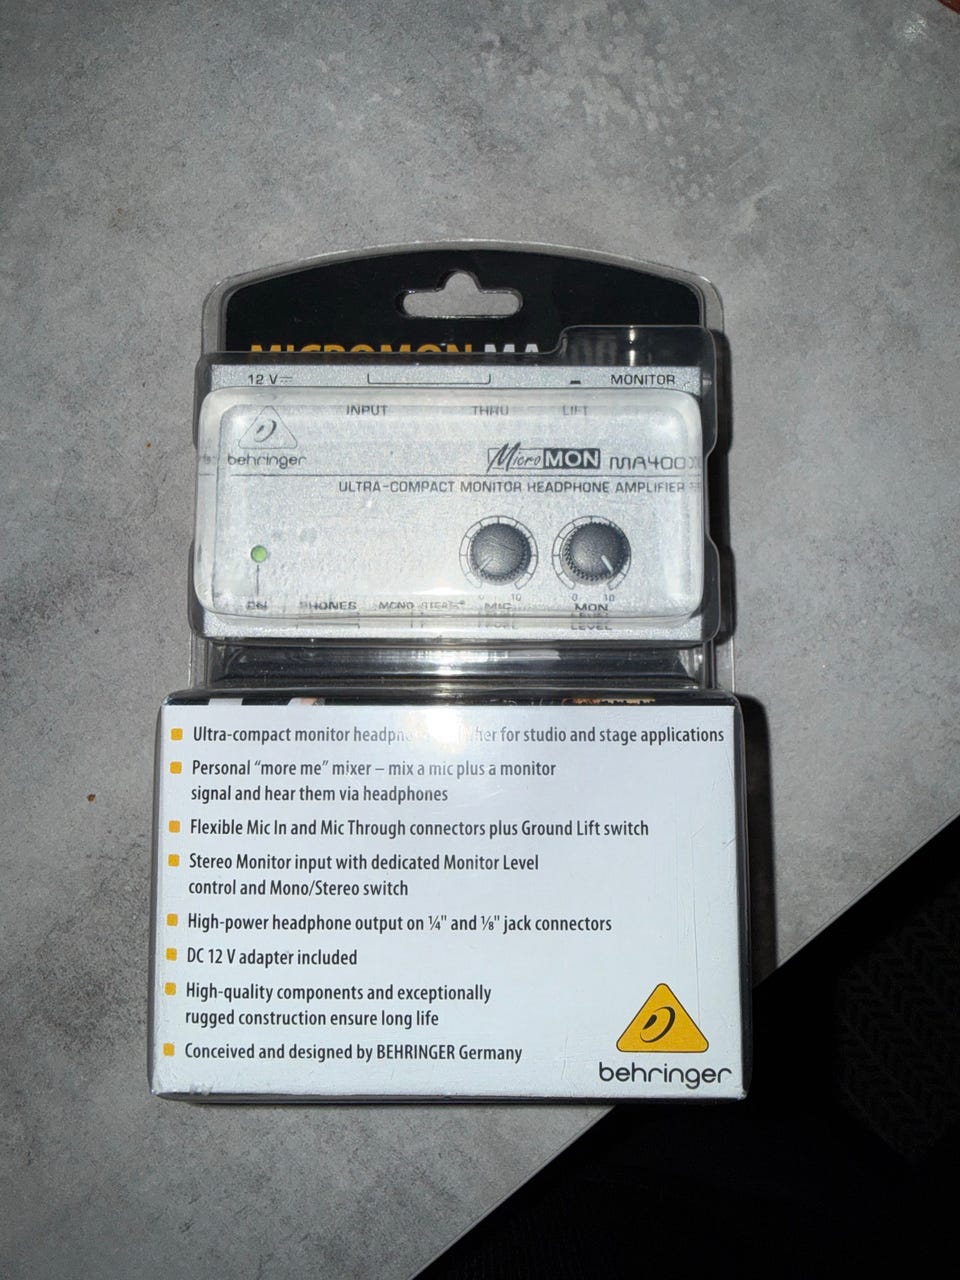 MICROMON MA
12 V MONITOR
INPUT THRU LIFT
behringer
MicroMON MA400
ULTRA-COMPACT MONITOR HEADPHONE AMPLIFIER
0 10 0 10
ON PHONES MONO STEREO MIC MON
LEVEL LEVEL
Ultra-compact monitor for studio and stage applications
Personal “more me” mixer – mix a mic plus a monitor
signal and hear them via headphones
Flexible Mic In and Mic Through connectors plus Ground Lift switch
Stereo Monitor input with dedicated Monitor Level
control and Mono/Stereo switch
High-power headphone output on ¼" and ⅛" jack connectors
DC 12 V adapter included
High-quality components and exceptionally
rugged construction ensure long life
Conceived and designed by BEHRINGER Germany
behringer